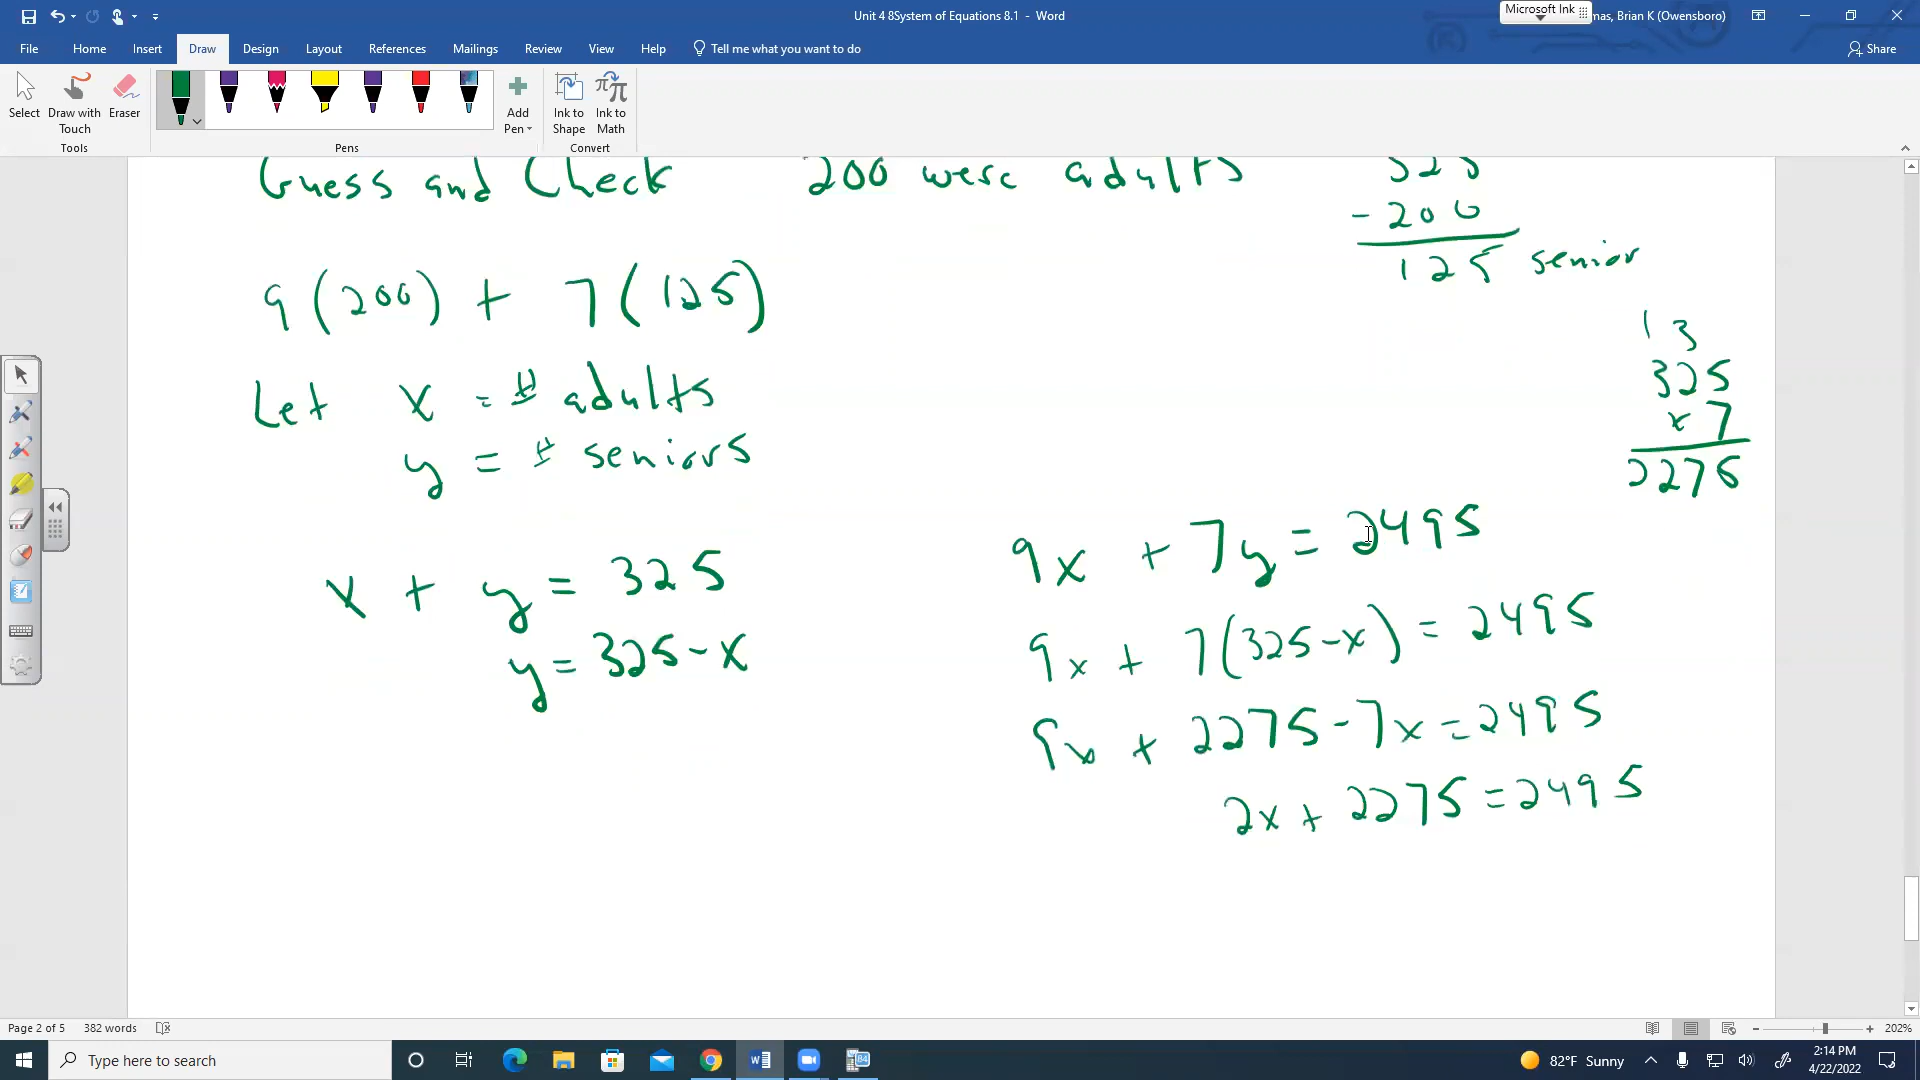 Unit 4 8System of Equations 8.1 - Word
Microsoft Ink
mas, Brian K (Owensboro)
File Home Insert Draw Design Layout References Mailings Review View Help Tell me what you want to do Share
Select Draw with Touch Eraser Add Pen Ink to Shape Ink to Math
Tools Pens Convert
Guess and Check 200 were adults 325
- 200
125 senior
9(200) + 7(125)
1 3
325
x 7
2275
Let x = # adults
y = # seniors
x + y = 325
y = 325-x
9x + 7y = 2495
9x + 7(325-x) = 2495
9x + 2275-7x=2495
2x + 2275 =2495
Page 2 of 5 382 words 202%
Type here to search 82°F Sunny 2:14 PM
4/22/2022